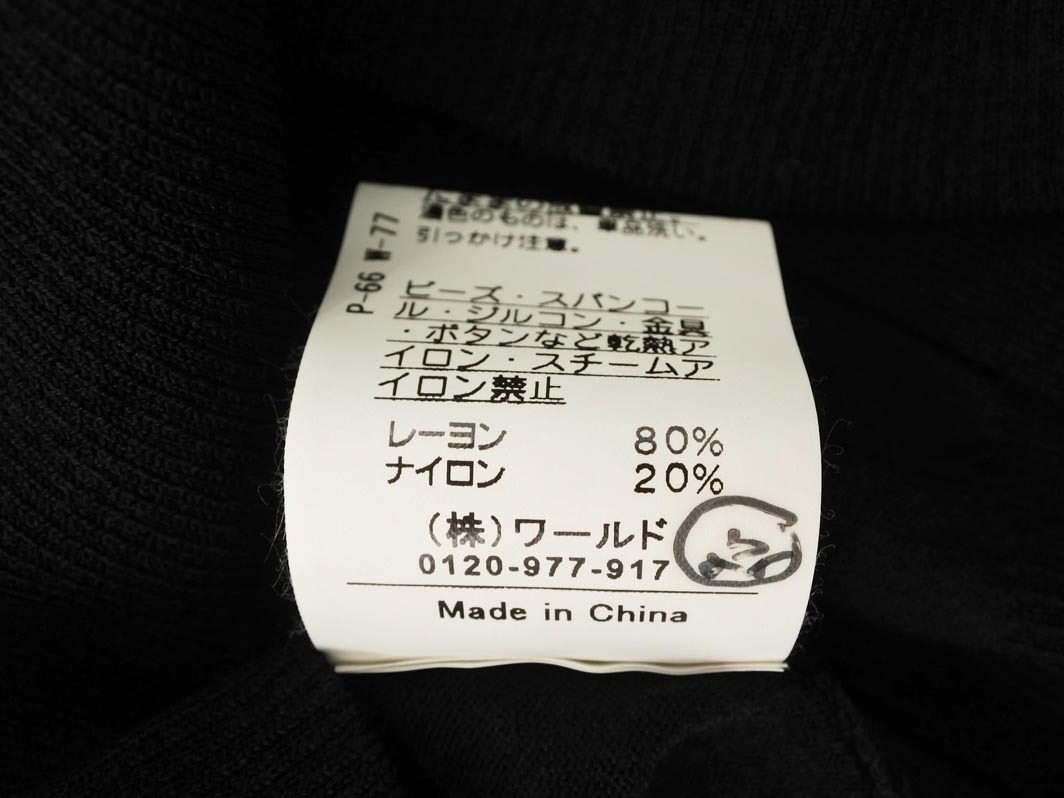 濃色のものは、単品洗い。
引っかけ注意。
P-66 W-77
ビーズ・スパンコー
ル・ジルコン・金具
・ボタンなど乾熱ア
イロン・スチームア
イロン禁止
レーヨン 80%
ナイロン 20%
(株)ワールド
0120-977-917
Made in China